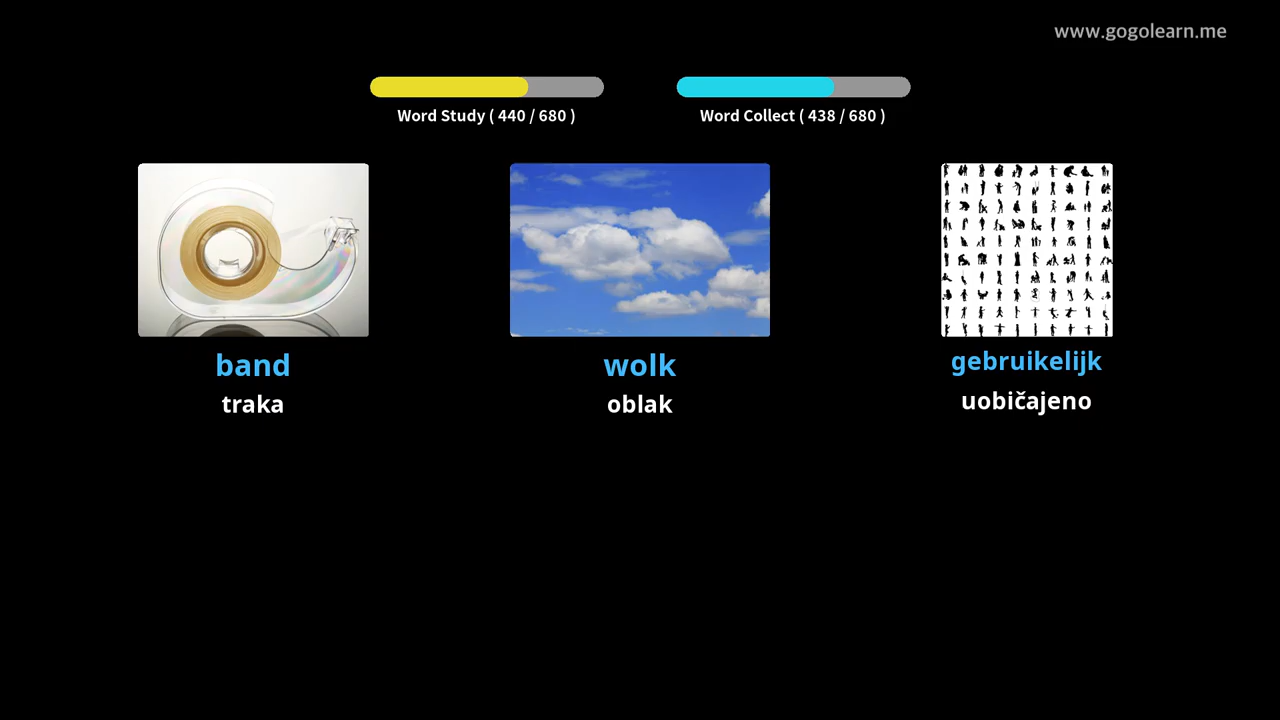 www.gogolearn.me
Word Study ( 440 / 680 )
Word Collect ( 438 / 680 )
band
traka
wolk
oblak
gebruikelijk
uobičajeno